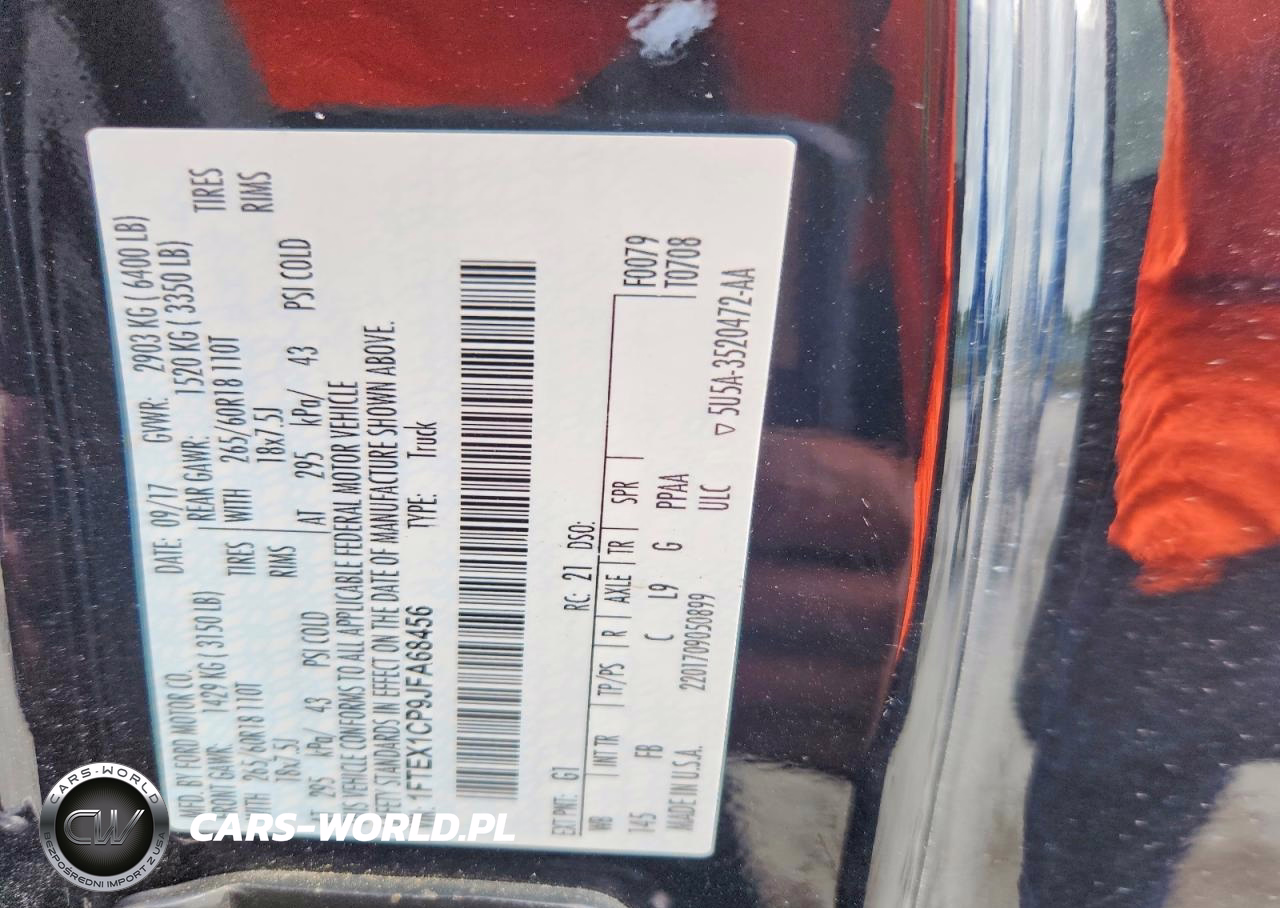 MFD. BY FORD MOTOR CO. DATE: 09/17 GVWR: 2903 KG ( 6400 LB)
FRONT GAWR: 1429 KG ( 3150 LB) REAR GAWR: 1520 KG ( 3350 LB)
WITH 265/60R18 110T TIRES WITH 265/60R18 110T TIRES
18x7.5J RIMS 18x7.5J RIMS
AT 295 kPa/ 43 PSI COLD AT 295 kPa/ 43 PSI COLD
THIS VEHICLE CONFORMS TO ALL APPLICABLE FEDERAL MOTOR VEHICLE
SAFETY STANDARDS IN EFFECT ON THE DATE OF MANUFACTURE SHOWN ABOVE.
1FTEX1CP9JFA68456 TYPE: Truck
EXT PNT: G1 RC: 21 DSO:
WB INT TR TP/PS R AXLE TR SPR F0079
145 FB C L9 G PPAA T0708
MADE IN U.S.A. 2201709050899 ULC
▽ 5U5A-3520472-AA
CARS-WORLD
CW
BEZPOŚREDNI IMPORT Z USA
CARS-WORLD.PL